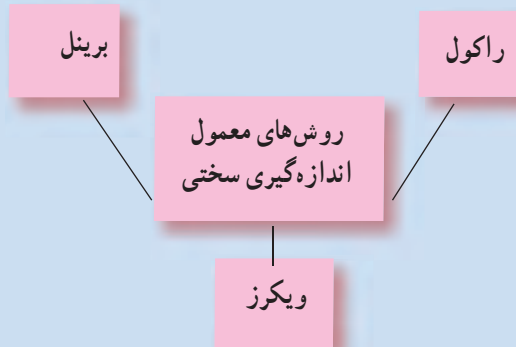 راکول
برینل
روش‌های معمول
اندازه‌گیری سختی
ویکرز